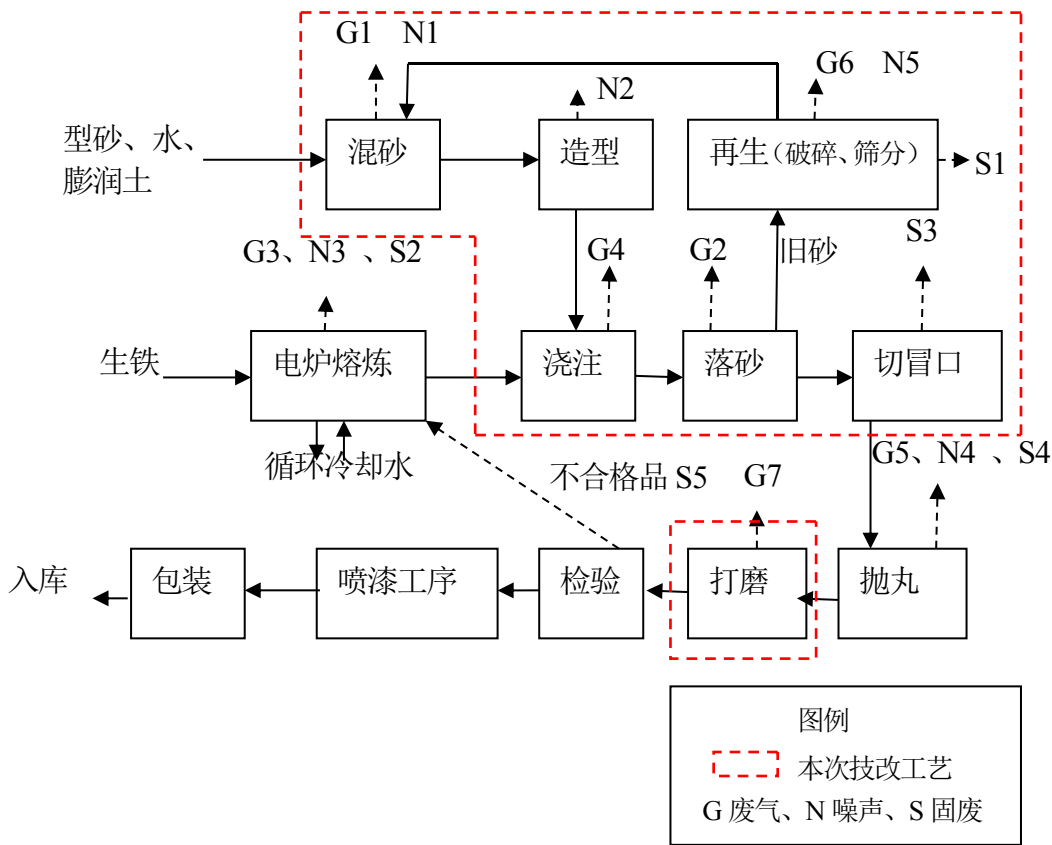 G1 N1
G6 N5
N2
型砂、水、
膨润土
混砂
造型
再生（破碎、筛分）
S1
G3、N3 、S2
G4
G2
旧砂
S3
生铁
电炉熔炼
浇注
落砂
切冒口
循环冷却水
不合格品 S5
G7
G5、N4 、S4
入库
包装
喷漆工序
检验
打磨
抛丸
图例
本次技改工艺
G 废气、N 噪声、S 固废